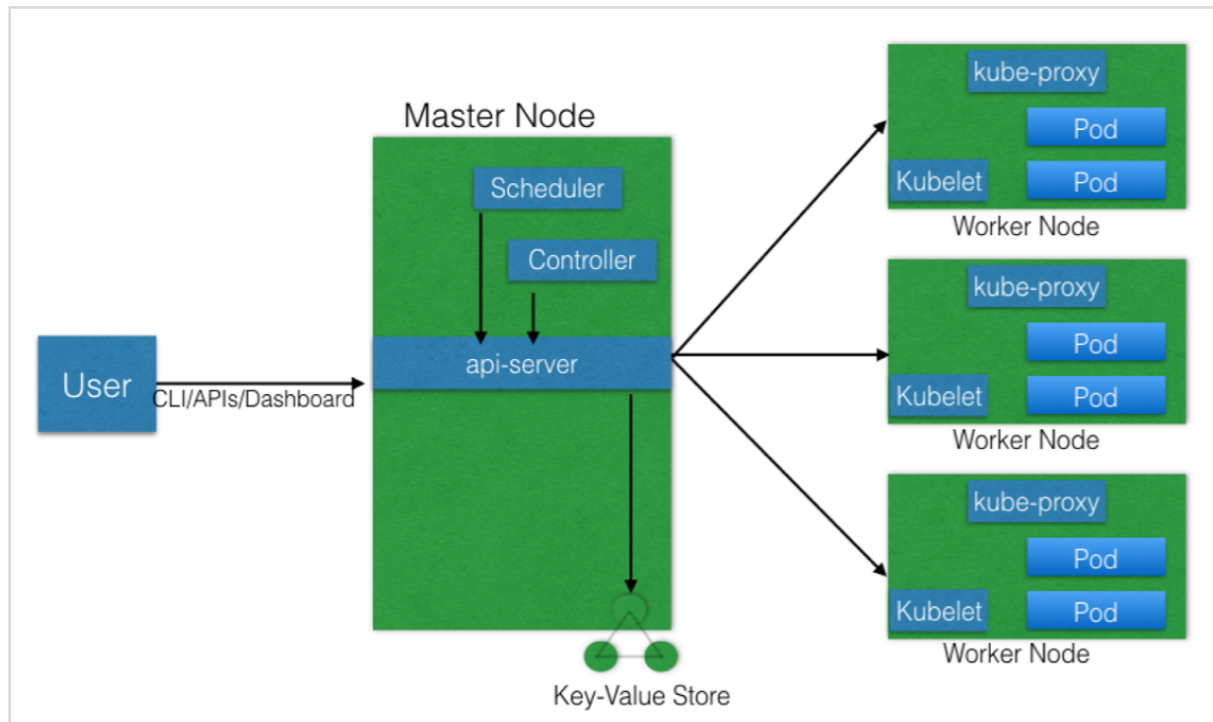 Master Node
Scheduler
Controller
api-server
User
CLI/APIs/Dashboard
Key-Value Store
kube-proxy
Pod
Kubelet
Pod
Worker Node
kube-proxy
Pod
Kubelet
Pod
Worker Node
kube-proxy
Pod
Kubelet
Pod
Worker Node